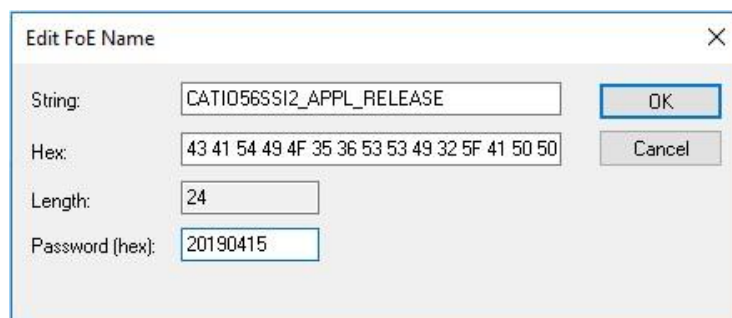 Edit FoE Name
String: CATIO56SSI2_APPL_RELEASE OK
Hex: 43 41 54 49 4F 35 36 53 53 49 32 5F 41 50 50 Cancel
Length: 24
Password (hex): 20190415